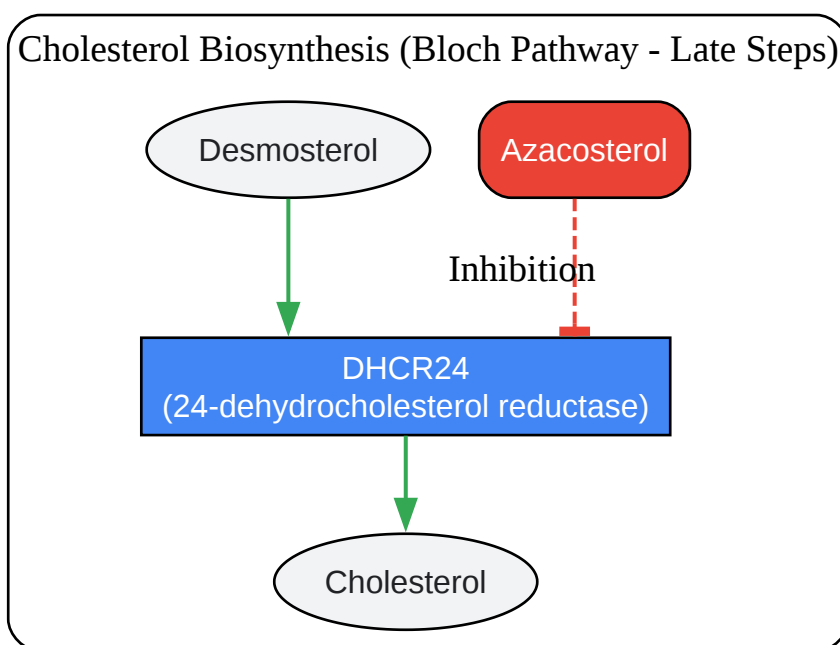 Cholesterol Biosynthesis (Bloch Pathway - Late Steps)
Desmosterol
Azacosterol
Inhibition
DHCR24
(24-dehydrocholesterol reductase)
Cholesterol